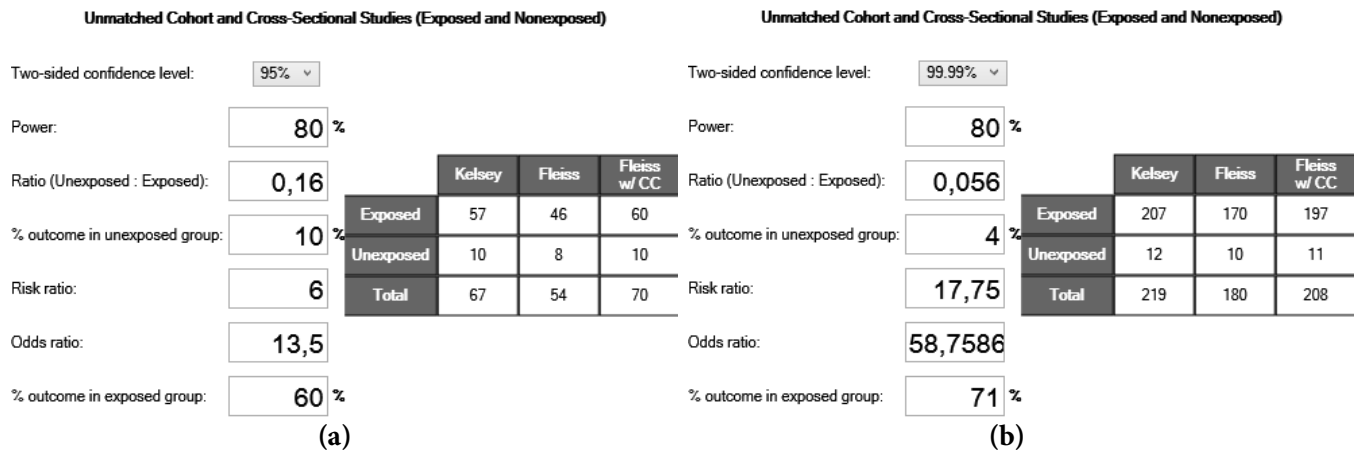 Unmatched Cohort and Cross-Sectional Studies (Exposed and Nonexposed)
Two-sided confidence level: 95%
Power: 80 %
Ratio (Unexposed : Exposed): 0,16
% outcome in unexposed group: 10 %
Risk ratio: 6
Odds ratio: 13,5
% outcome in exposed group: 60 %
Kelsey Fleiss Fleiss w/ CC
Exposed 57 46 60
Unexposed 10 8 10
Total 67 54 70
(a)
Unmatched Cohort and Cross-Sectional Studies (Exposed and Nonexposed)
Two-sided confidence level: 99.99%
Power: 80 %
Ratio (Unexposed : Exposed): 0,056
% outcome in unexposed group: 4 %
Risk ratio: 17,75
Odds ratio: 58,7586
% outcome in exposed group: 71 %
Kelsey Fleiss Fleiss w/ CC
Exposed 207 170 197
Unexposed 12 10 11
Total 219 180 208
(b)